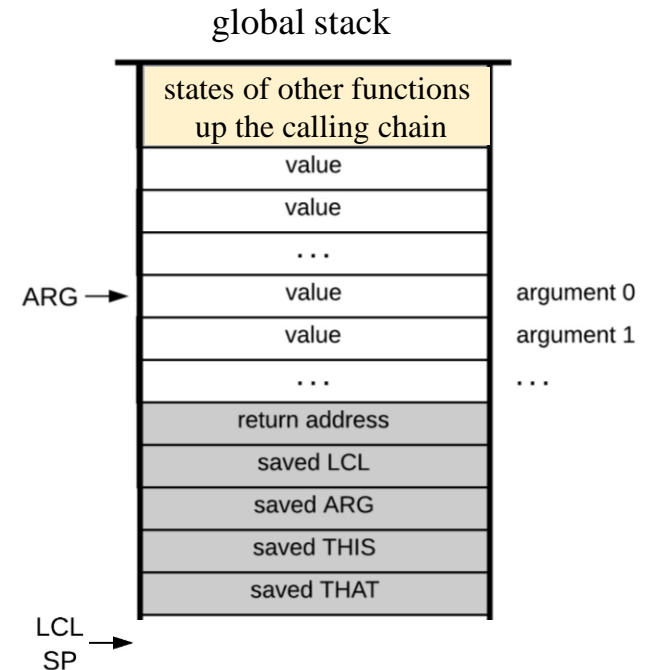 global stack
states of other functions
up the calling chain
value
value
...
ARG
value
argument 0
value
argument 1
...
...
return address
saved LCL
saved ARG
saved THIS
saved THAT
LCL
SP